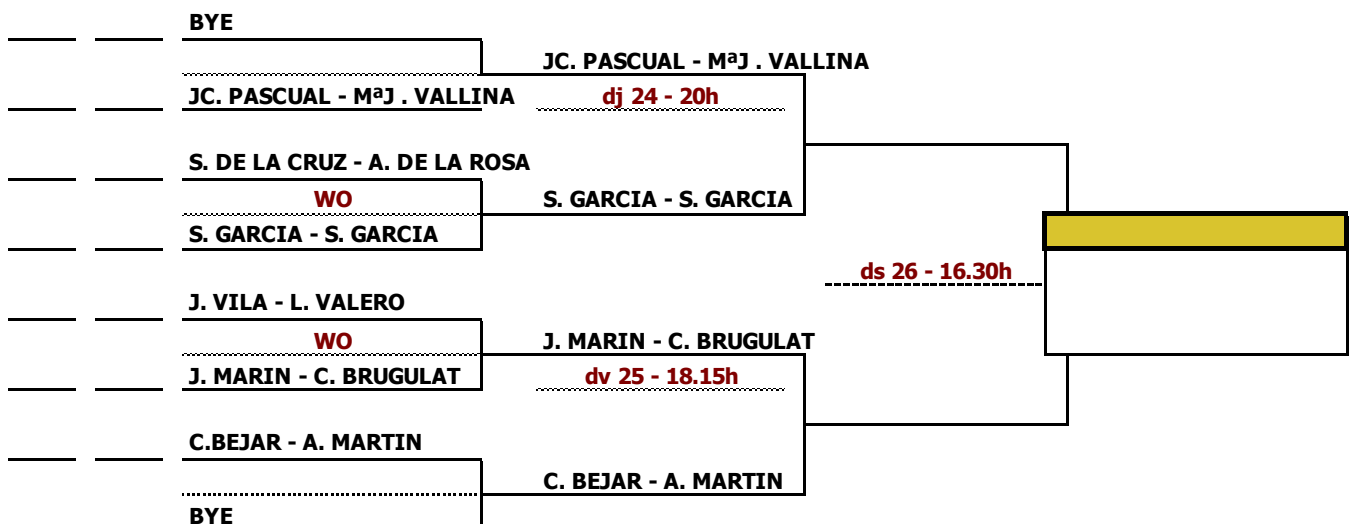 BYE
JC. PASCUAL - MªJ . VALLINA
JC. PASCUAL - MªJ . VALLINA
dj 24 - 20h
S. DE LA CRUZ - A. DE LA ROSA
WO
S. GARCIA - S. GARCIA
S. GARCIA - S. GARCIA
ds 26 - 16.30h
J. VILA - L. VALERO
WO
J. MARIN - C. BRUGULAT
J. MARIN - C. BRUGULAT
dv 25 - 18.15h
C.BEJAR - A. MARTIN
C. BEJAR - A. MARTIN
BYE